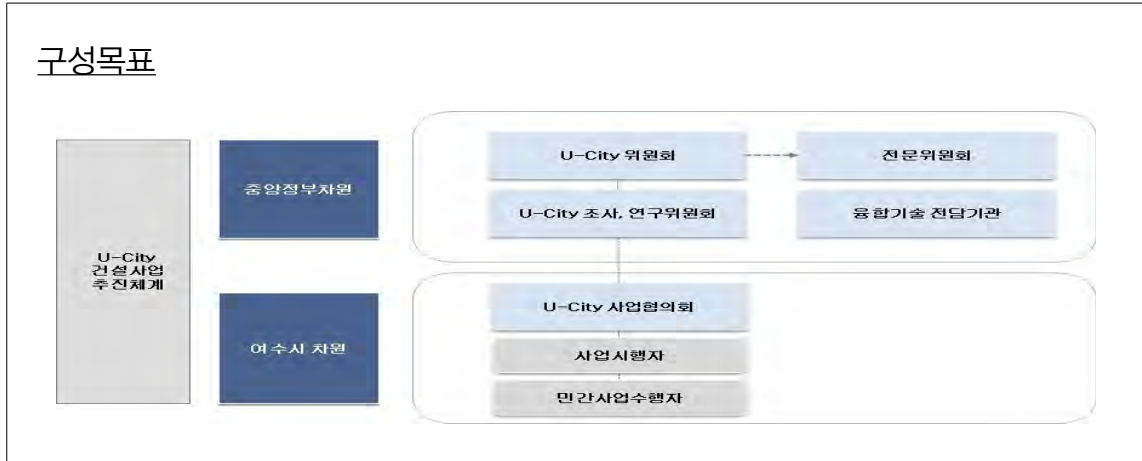 구성목표
U-City
건설사업
추진체계
중앙정부차원
U-City 위원회
전문위원회
U-City 조사, 연구위원회
융합기술 전담기관
여수시 차원
U-City 사업협의회
사업시행자
민간사업수행자